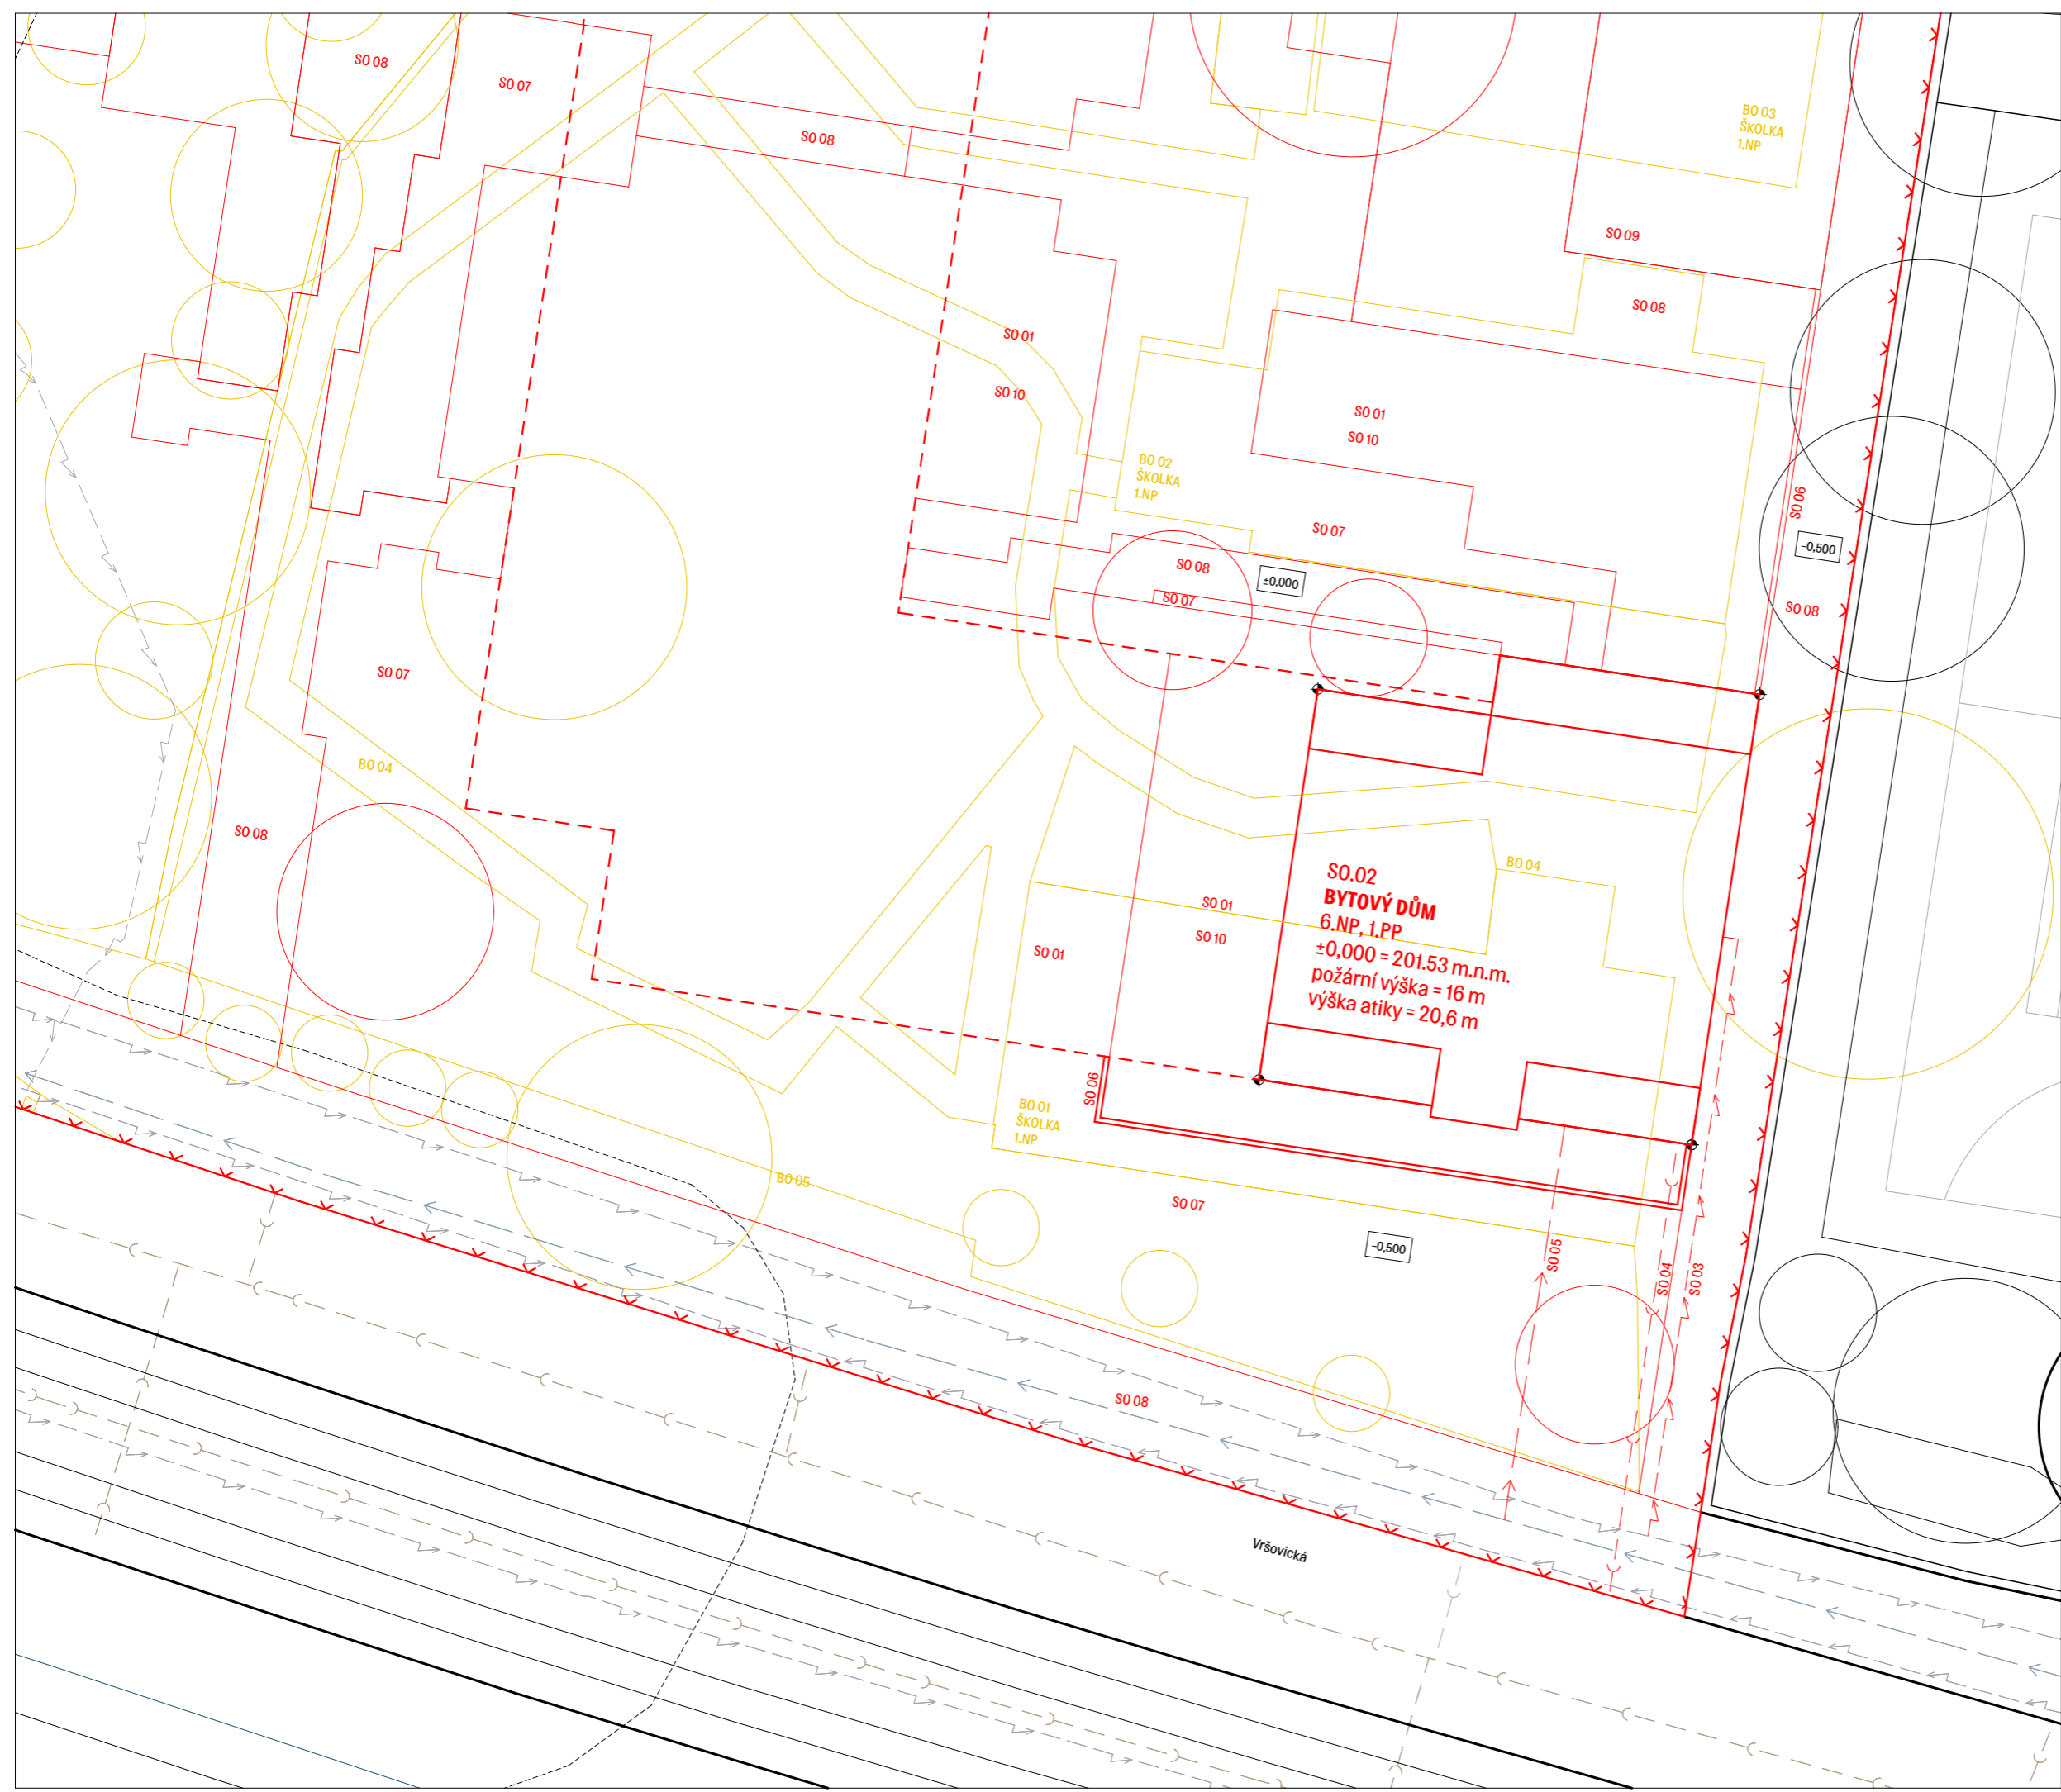 SO 08
SO 07
SO 08
BO 03
ŠKOLKA
1.NP
SO 09
SO 08
SO 01
SO 10
SO 01
SO 10
BO 02
ŠKOLKA
1.NP
SO 06
SO 07
-0,500
SO 08
±0,000
SO 07
SO 08
SO 07
BO 04
SO 08
BO 04
SO.02
BYTOVÝ DŮM
6.NP, 1.PP
±0,000 = 201.53 m.n.m.
požární výška = 16 m
výška atiky = 20,6 m
SO 01
SO 10
SO 01
SO 06
BO 01
ŠKOLKA
1.NP
BO 05
SO 07
-0,500
SO 05
SO 04
SO 03
SO 08
Vršovická